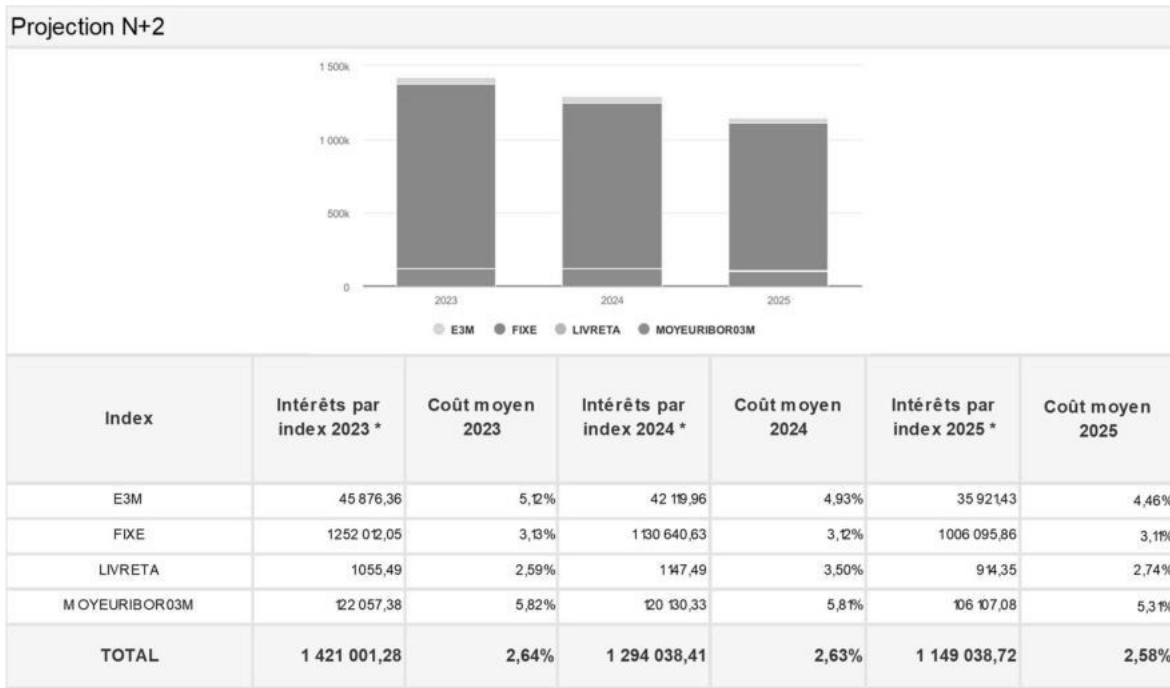 Projection N+2
1 500k
1 000k
500k
0
2023
2024
2025
E3M
FIXE
LIVRETA
MOYEURIBOR03M
Index
Intérêts par
index 2023 *
Coût moyen
2023
Intérêts par
index 2024 *
Coût moyen
2024
Intérêts par
index 2025 *
Coût moyen
2025
E3M 45 876,36 5,12% 42 119,96 4,93% 35 921,43 4,46%
FIXE 1 252 012,05 3,13% 1 130 640,63 3,12% 1 006 095,86 3,11%
LIVRETA 1 055,49 2,59% 1 147,49 3,50% 914,35 2,74%
MOYEURIBOR03M 122 057,38 5,82% 120 130,33 5,81% 106 107,08 5,31%
TOTAL 1 421 001,28 2,64% 1 294 038,41 2,63% 1 149 038,72 2,58%